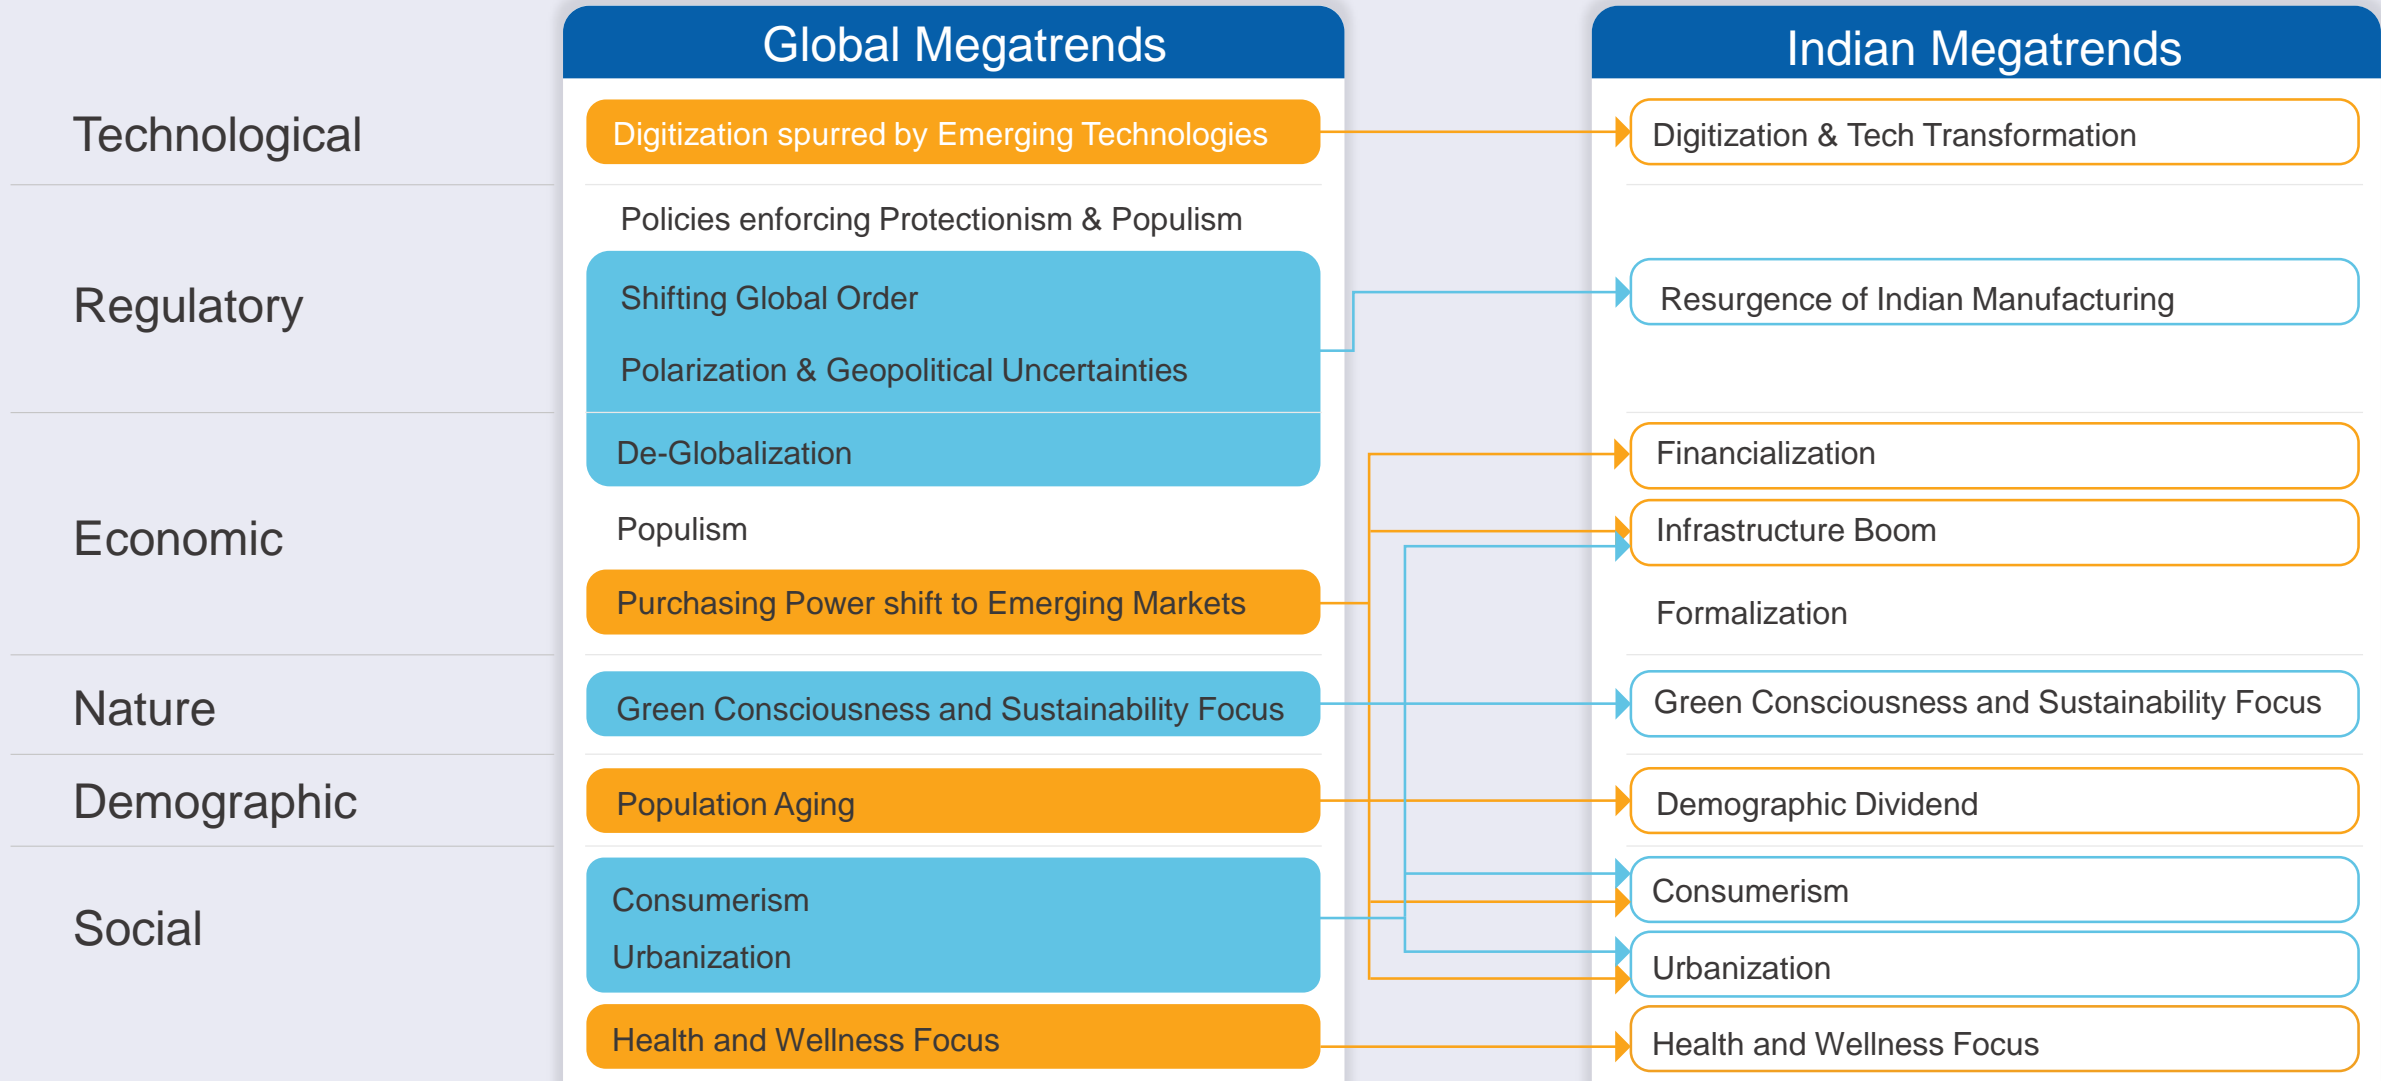 Global Megatrends
Indian Megatrends
Technological
Digitization spurred by Emerging Technologies
Digitization & Tech Transformation
Regulatory
Policies enforcing Protectionism & Populism
Shifting Global Order
Polarization & Geopolitical Uncertainties
Resurgence of Indian Manufacturing
Economic
De-Globalization
Populism
Purchasing Power shift to Emerging Markets
Financialization
Infrastructure Boom
Formalization
Nature
Green Consciousness and Sustainability Focus
Green Consciousness and Sustainability Focus
Demographic
Population Aging
Demographic Dividend
Social
Consumerism
Urbanization
Health and Wellness Focus
Consumerism
Urbanization
Health and Wellness Focus